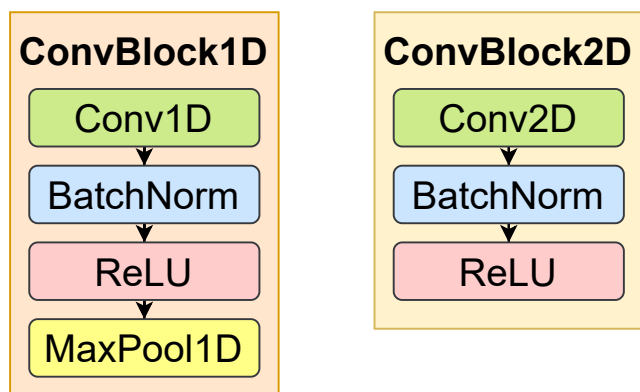 ConvBlock1D
Conv1D
BatchNorm
ReLU
MaxPool1D
ConvBlock2D
Conv2D
BatchNorm
ReLU